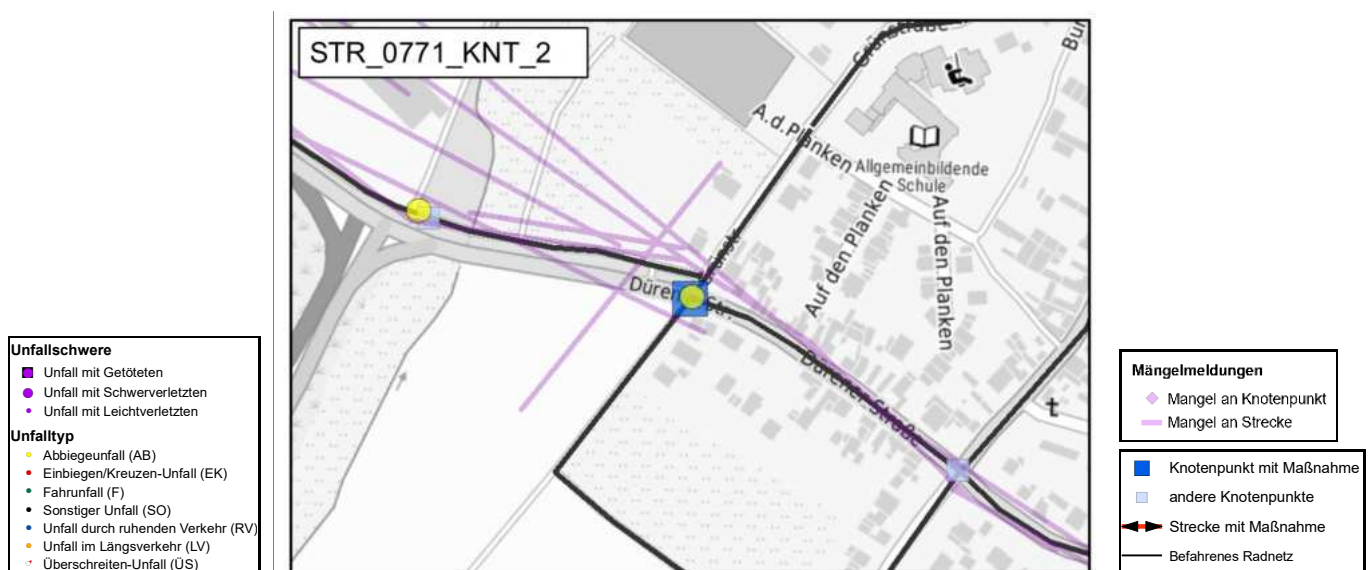 STR_0771_KNT_2
Grünstraße
A.d.Planken
Allgemeinbildende
Schule
Auf den Planken
Auf den Planken
Dürener Straße
Unfallschwere
Unfall mit Getöteten
Unfall mit Schwerverletzten
Unfall mit Leichtverletzten
Unfalltyp
Abbiegeunfall (AB)
Einbiegen/Kreuzen-Unfall (EK)
Fahrunfall (F)
Sonstiger Unfall (SO)
Unfall durch ruhenden Verkehr (RV)
Unfall im Längsverkehr (LV)
Überschreiten-Unfall (ÜS)
Mängelmeldungen
Mangel an Knotenpunkt
Mangel an Strecke
Knotenpunkt mit Maßnahme
andere Knotenpunkte
Strecke mit Maßnahme
Befahrenes Radnetz